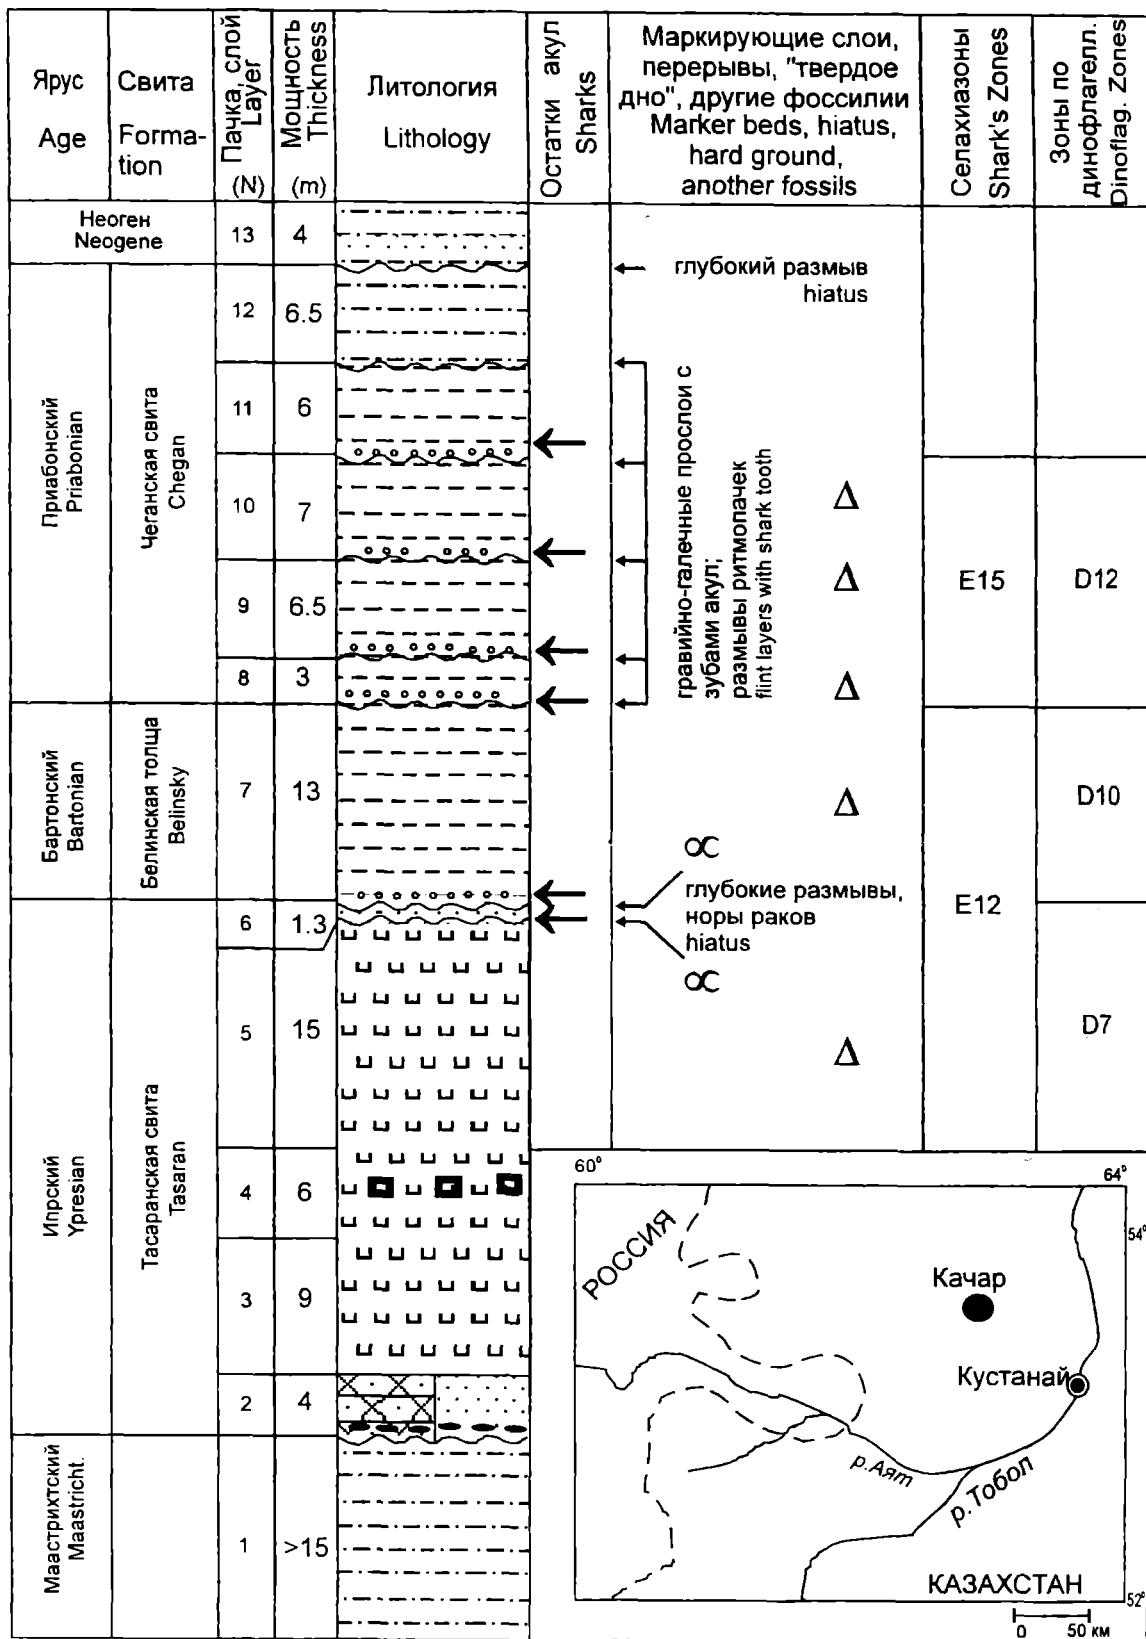 Ярус
Age
Свита
Forma-
tion
Пачка, слой
Layer
(N)
Мощность
Thickness
(m)
Литология
Lithology
Остатки акул
Sharks
Маркирующие слои,
перерывы, "твердое
дно", другие фоссилии
Marker beds, hiatus,
hard ground,
another fossils
Селахиазоны
Shark's Zones
Зоны по
динофлагелл.
Dinoflag. Zones
Неоген
Neogene
13
4
глубокий размыв
hiatus
Приабонский
Priabonian
Чеганская свита
Chegan
12
6.5
11
6
10
7
9
6.5
8
3
гравийно-галечные прослои с
зубами акул;
размывы ритмопачек
flint layers with shark tooth
Δ
Δ
Δ
E15
D12
Бартонский
Bartonian
Белинская толща
Belinsky
7
13
Δ
D10
∝
глубокие размывы,
норы раков
hiatus
∝
E12
Ипрский
Ypresian
Тасаранская свита
Tasaran
6
1.3
5
15
Δ
D7
4
6
3
9
2
4
Маастрихтский
Maastricht.
1
>15
60°
64°
54°
РОССИЯ
Качар
Кустанай
р.Аят
р.Тобол
КАЗАХСТАН
52°
0
50 км